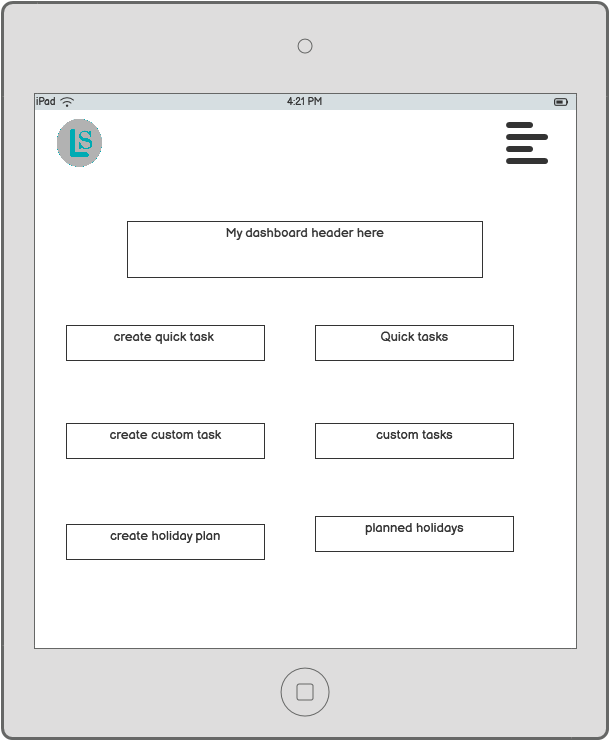 iPad 4:21 PM
LS
My dashboard header here
create quick task Quick tasks
create custom task custom tasks
create holiday plan planned holidays